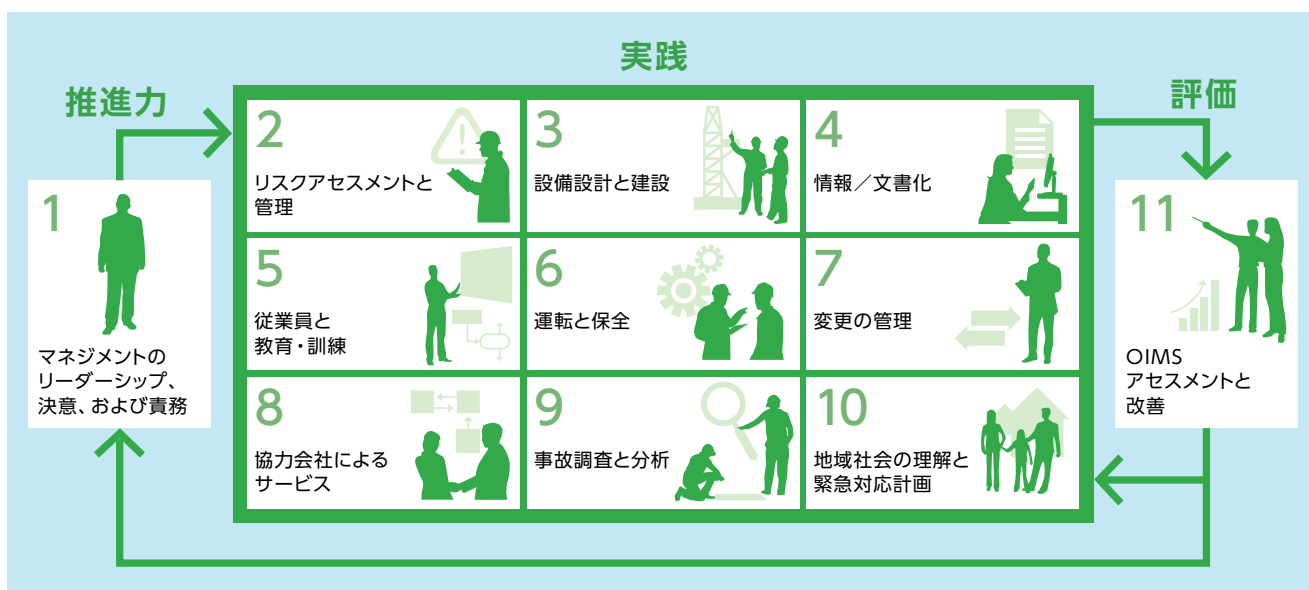 実践
推進力
評価
1
マネジメントの
リーダーシップ、
決意、および責務
2
リスクアセスメントと
管理
3
設備設計と建設
4
情報／文書化
5
従業員と
教育・訓練
6
運転と保全
7
変更の管理
8
協力会社による
サービス
9
事故調査と分析
10
地域社会の理解と
緊急対応計画
11
OIMS
アセスメントと
改善